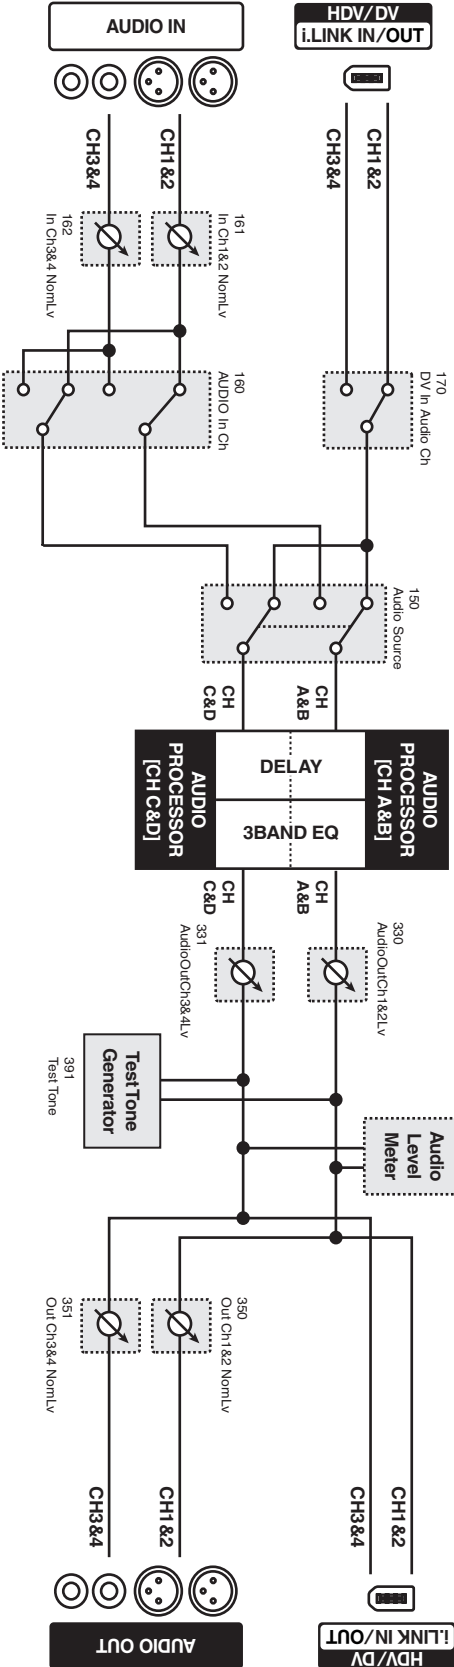 AUDIO IN
HDV/DV
i.LINK IN/OUT
CH3&4
CH1&2
CH3&4
CH1&2
162
In Ch3&4 NomLv
161
In Ch1&2 NomLv
160
AUDIO In Ch
170
DV In Audio Ch
150
Audio Source
CH
C&D
CH
A&B
AUDIO
PROCESSOR
[CH C&D]
DELAY
3BAND EQ
AUDIO
PROCESSOR
[CH A&B]
CH
C&D
CH
A&B
331
AudioOutCh3&4Lv
330
AudioOutCh1&2Lv
Test Tone
Generator
391
Test Tone
Audio
Level
Meter
351
Out Ch3&4 NomLv
350
Out Ch1&2 NomLv
CH3&4
CH1&2
CH3&4
CH1&2
AUDIO OUT
i.LINK IN/OUT
HDV/DV